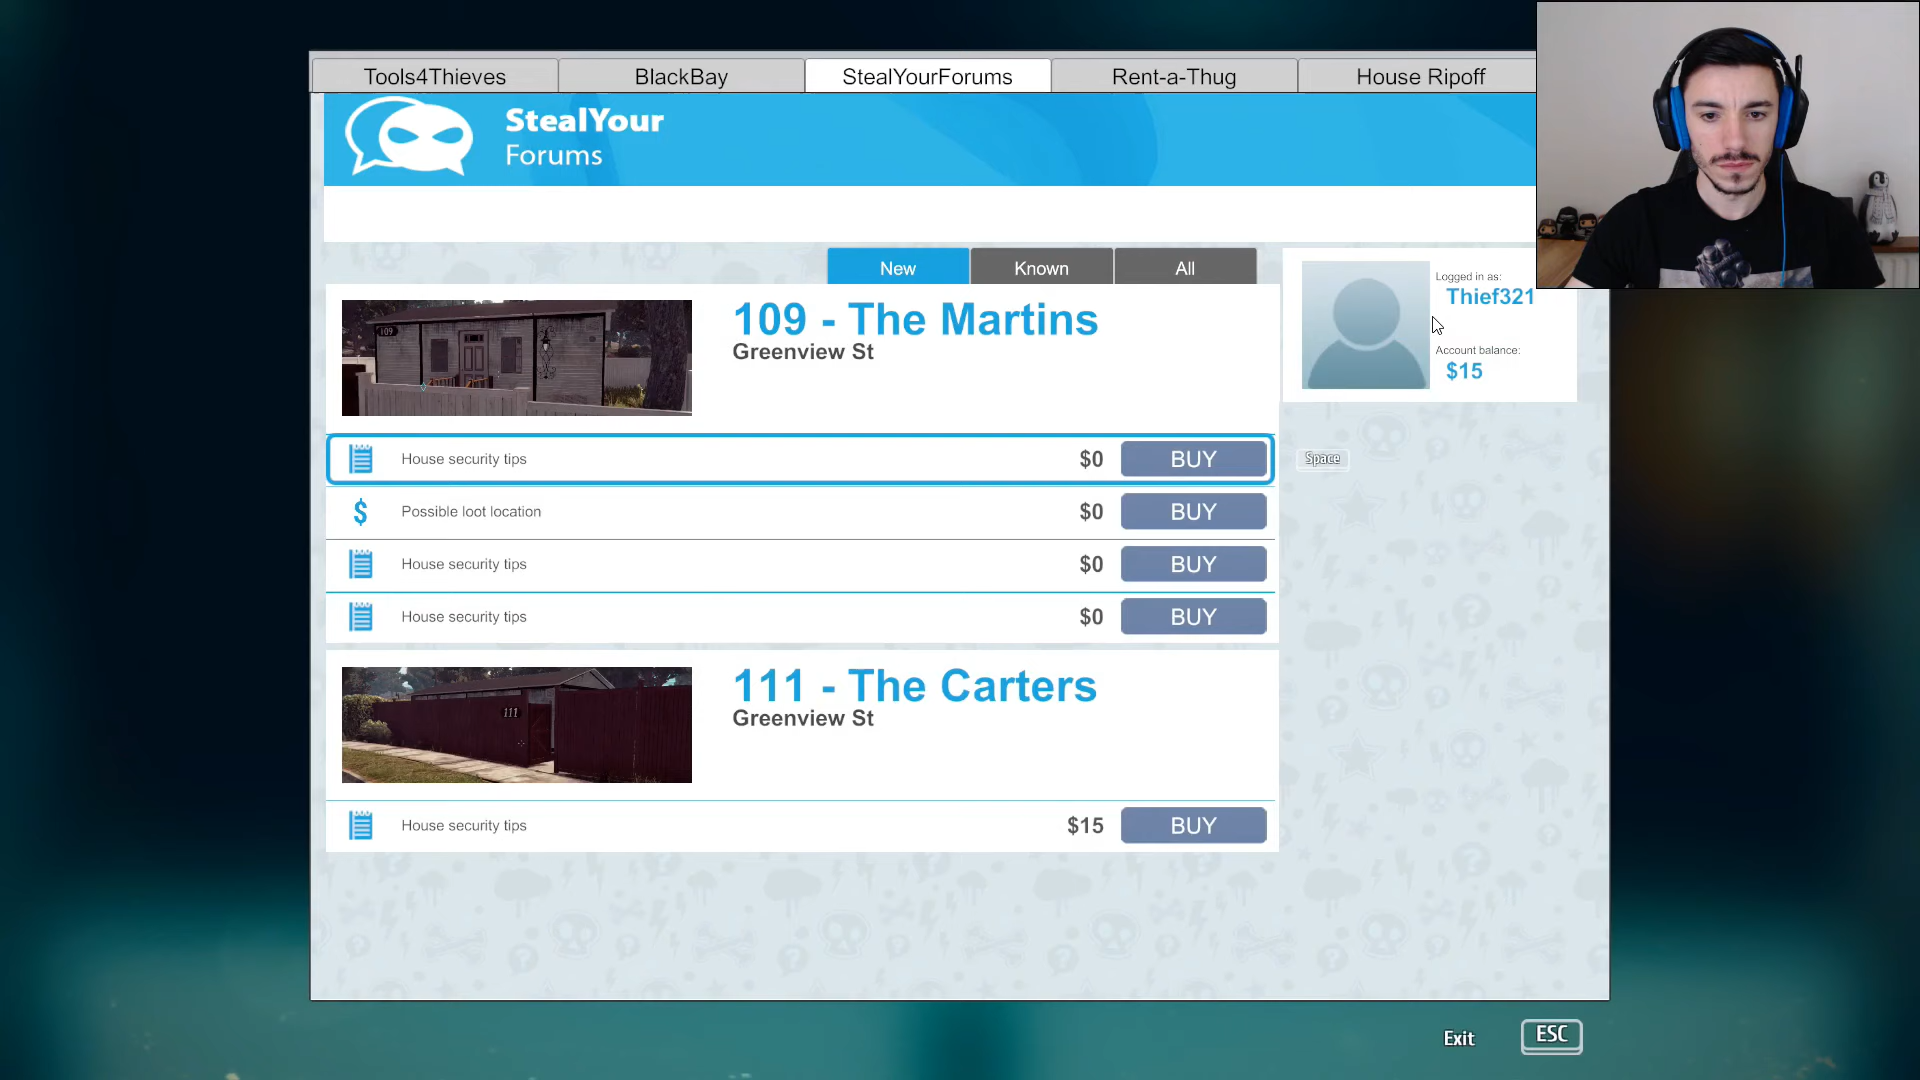 Tools4Thieves
BlackBay
StealYourForums
Rent-a-Thug
House Ripoff
StealYour
Forums
New
Known
All
Logged in as:
Thief321
Account balance:
$15
109
109 - The Martins
Greenview St
House security tips $0 BUY
Space
Possible loot location $0 BUY
House security tips $0 BUY
House security tips $0 BUY
111
111 - The Carters
Greenview St
House security tips $15 BUY
Exit ESC